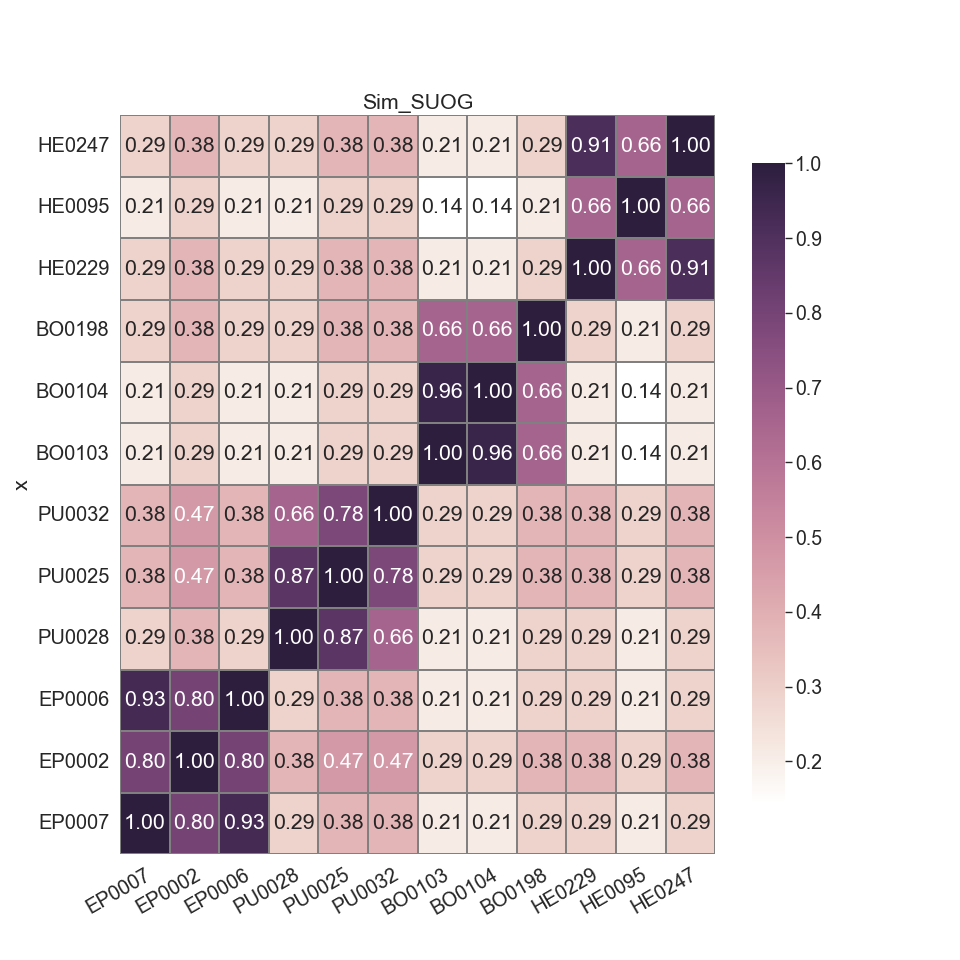 Sim_SUOG
HE0247 0.29 0.38 0.29 0.29 0.38 0.38 0.21 0.21 0.29 0.91 0.66 1.00
HE0095 0.21 0.29 0.21 0.21 0.29 0.29 0.14 0.14 0.21 0.66 1.00 0.66
HE0229 0.29 0.38 0.29 0.29 0.38 0.38 0.21 0.21 0.29 1.00 0.66 0.91
BO0198 0.29 0.38 0.29 0.29 0.38 0.38 0.66 0.66 1.00 0.29 0.21 0.29
BO0104 0.21 0.29 0.21 0.21 0.29 0.29 0.96 1.00 0.66 0.21 0.14 0.21
BO0103 0.21 0.29 0.21 0.21 0.29 0.29 1.00 0.96 0.66 0.21 0.14 0.21
x
PU0032 0.38 0.47 0.38 0.66 0.78 1.00 0.29 0.29 0.38 0.38 0.29 0.38
PU0025 0.38 0.47 0.38 0.87 1.00 0.78 0.29 0.29 0.38 0.38 0.29 0.38
PU0028 0.29 0.38 0.29 1.00 0.87 0.66 0.21 0.21 0.29 0.29 0.21 0.29
EP0006 0.93 0.80 1.00 0.29 0.38 0.38 0.21 0.21 0.29 0.29 0.21 0.29
EP0002 0.80 1.00 0.80 0.38 0.47 0.47 0.29 0.29 0.38 0.38 0.29 0.38
EP0007 1.00 0.80 0.93 0.29 0.38 0.38 0.21 0.21 0.29 0.29 0.21 0.29
EP0007 EP0002 EP0006 PU0028 PU0025 PU0032 BO0103 BO0104 BO0198 HE0229 HE0095 HE0247
1.0
0.9
0.8
0.7
0.6
0.5
0.4
0.3
0.2